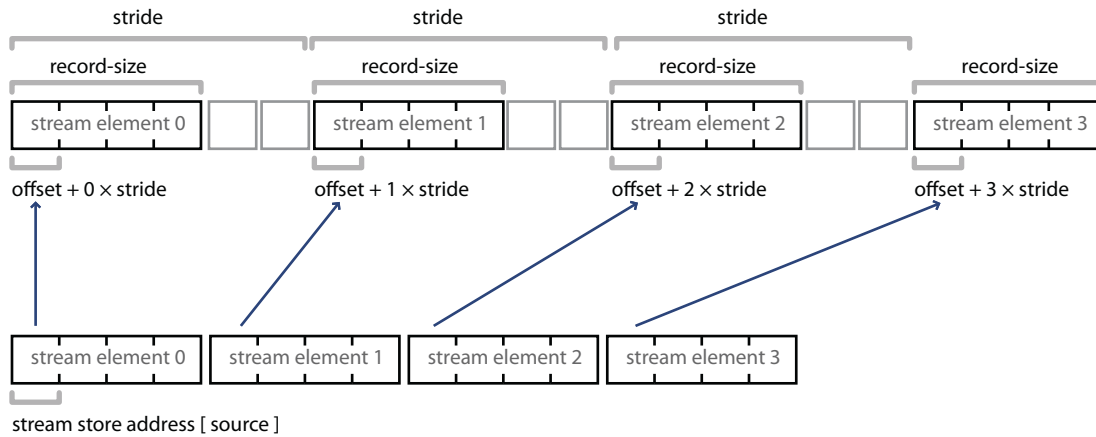 stride stride stride
record-size record-size record-size record-size
stream element 0 stream element 1 stream element 2 stream element 3
offset + 0 × stride offset + 1 × stride offset + 2 × stride offset + 3 × stride
stream element 0 stream element 1 stream element 2 stream element 3
stream store address [ source ]